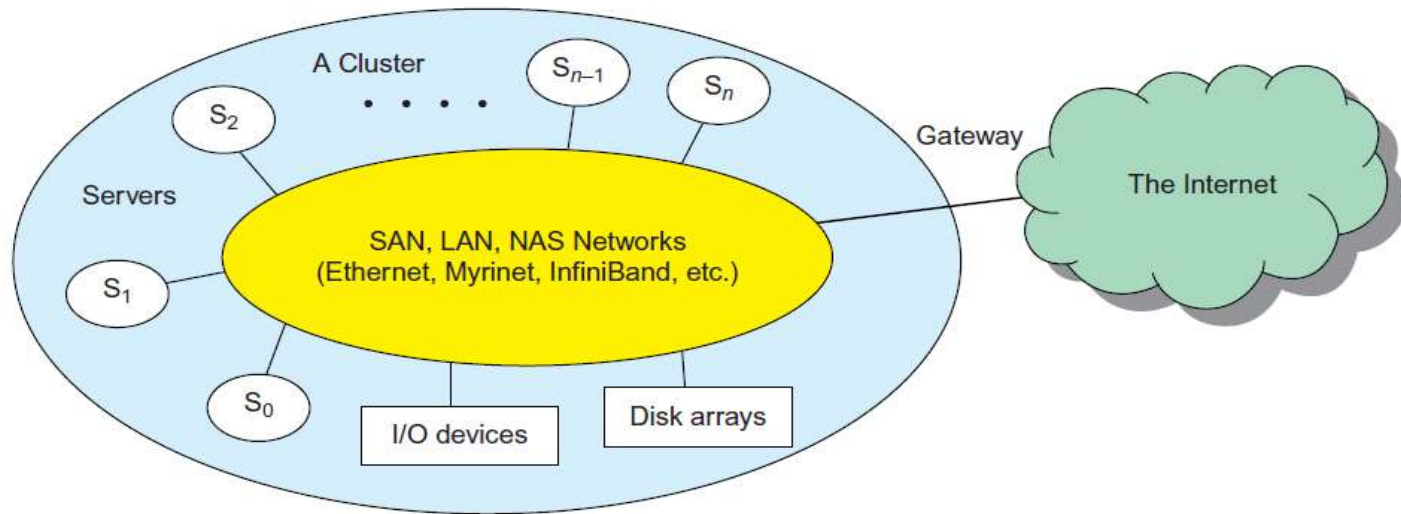 A Cluster
S₂
. . . .
Sₙ₋₁
Sₙ
Servers
Gateway
The Internet
SAN, LAN, NAS Networks
(Ethernet, Myrinet, InfiniBand, etc.)
S₁
S₀
I/O devices
Disk arrays